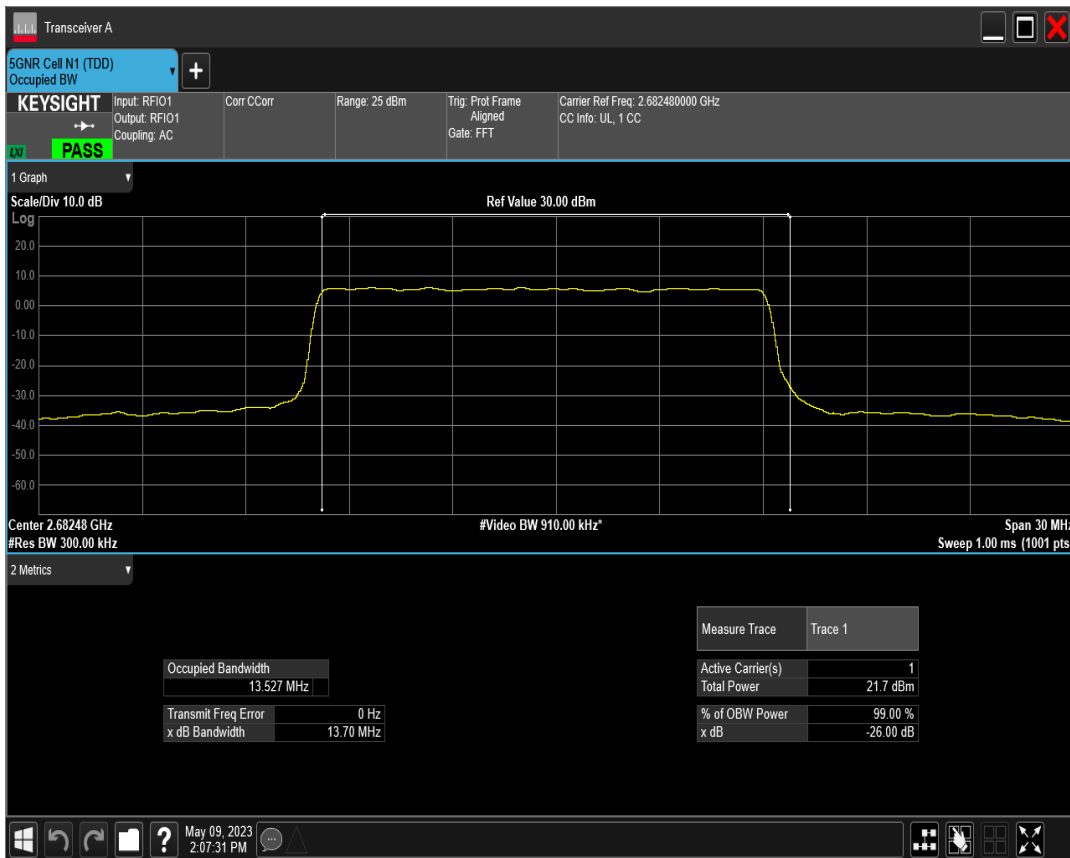 Transceiver A
5GNR Cell N1 (TDD)
Occupied BW
+
KEYSIGHT
LXI
PASS
Input: RFIO1
Output: RFIO1
Coupling: AC
Corr CCorr
Range: 25 dBm
Trig: Prot Frame
Aligned
Gate: FFT
Carrier Ref Freq: 2.682480000 GHz
CC Info: UL, 1 CC
1 Graph
Scale/Div 10.0 dB
Ref Value 30.00 dBm
Log
20.0
10.0
0.00
-10.0
-20.0
-30.0
-40.0
-50.0
-60.0
Center 2.68248 GHz
#Video BW 910.00 kHz*
Span 30 MHz
#Res BW 300.00 kHz
Sweep 1.00 ms (1001 pts
2 Metrics
Measure Trace Trace 1
Occupied Bandwidth
13.527 MHz
Active Carrier(s) 1
Total Power 21.7 dBm
Transmit Freq Error 0 Hz
x dB Bandwidth 13.70 MHz
% of OBW Power 99.00 %
x dB -26.00 dB
?
May 09, 2023
2:07:31 PM